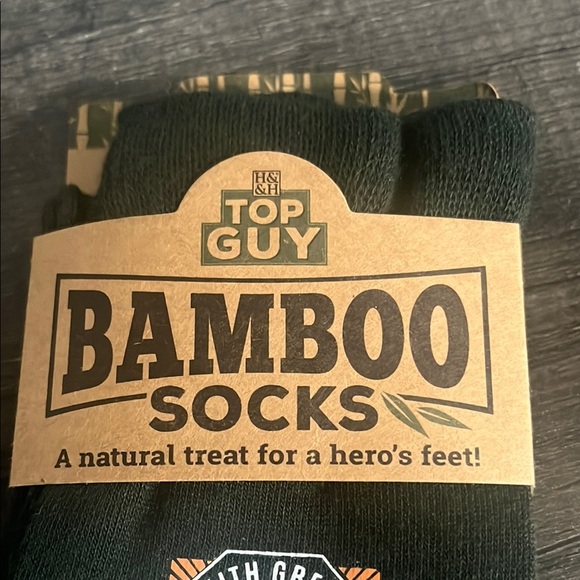 H&
&H
TOP
GUY
BAMBOO
SOCKS
A natural treat for a hero's feet!